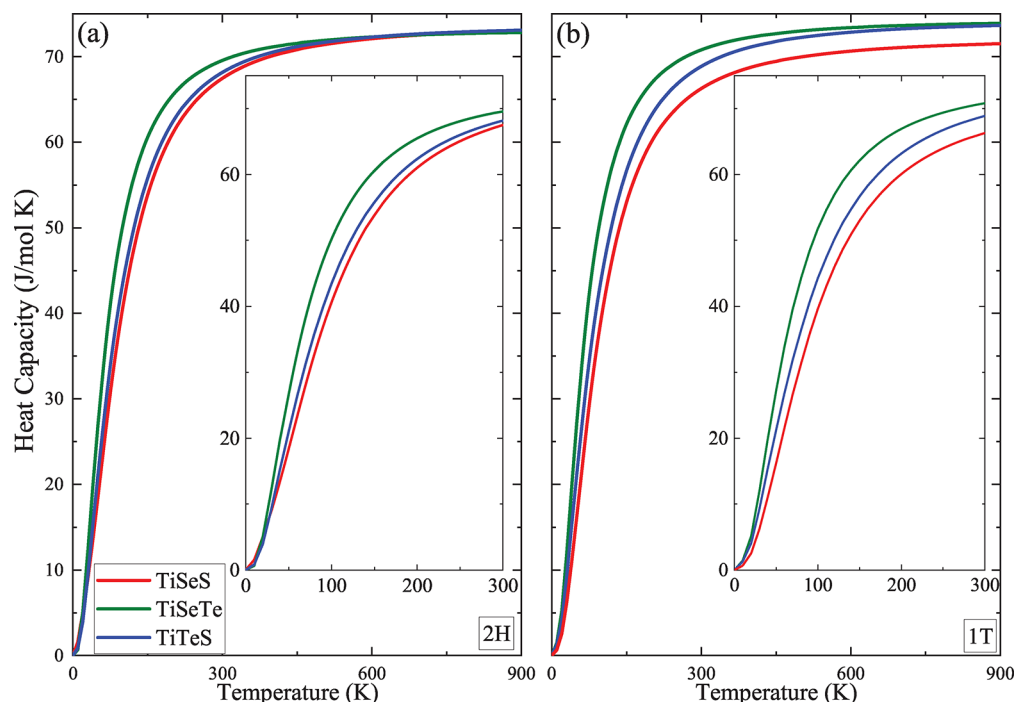 (a)
(b)
Heat Capacity (J/mol K)
70
60
50
40
30
20
10
0
60
40
20
0
0 100 200 300
60
40
20
0
0 100 200 300
TiSeS
TiSeTe
TiTeS
2H
1T
0 300 600 900
0 300 600 900
Temperature (K)
Temperature (K)